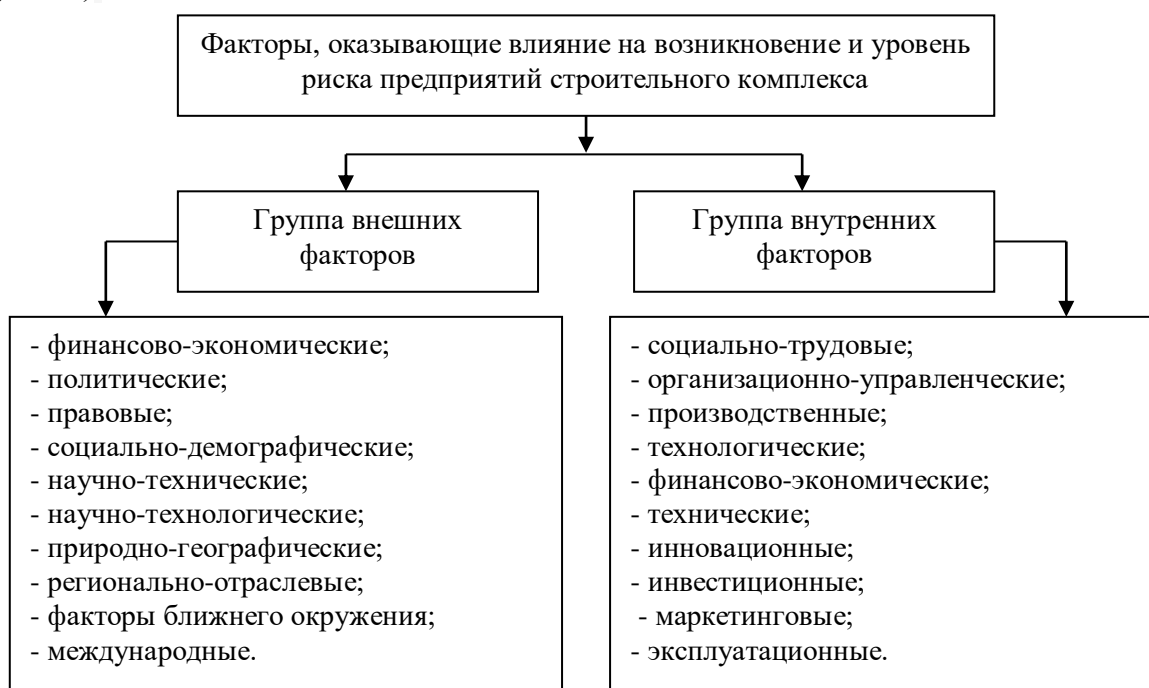 Факторы, оказывающие влияние на возникновение и уровень
риска предприятий строительного комплекса
Группа внешних
факторов
Группа внутренних
факторов
- финансово-экономические;
- политические;
- правовые;
- социально-демографические;
- научно-технические;
- научно-технологические;
- природно-географические;
- регионально-отраслевые;
- факторы ближнего окружения;
- международные.
- социально-трудовые;
- организационно-управленческие;
- производственные;
- технологические;
- финансово-экономические;
- технические;
- инновационные;
- инвестиционные;
- маркетинговые;
- эксплуатационные.